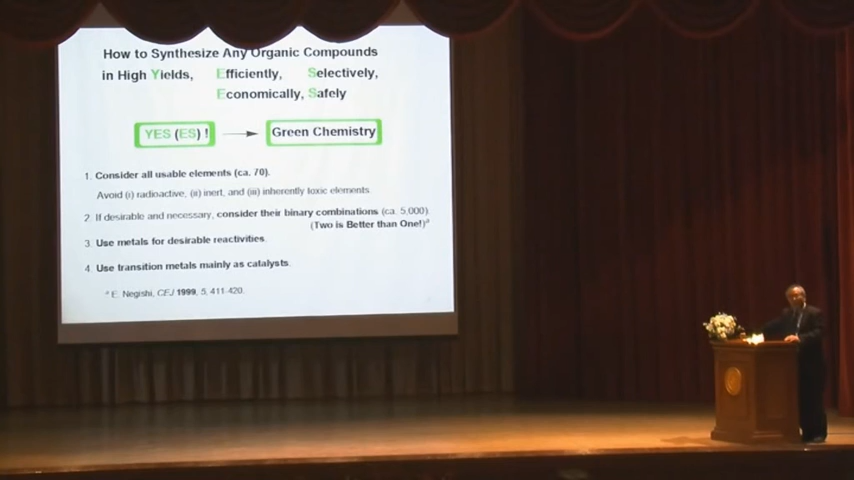 How to Synthesize Any Organic Compounds
in High Yields, Efficiently, Selectively,
Economically, Safely
YES (ES) ! Green Chemistry
1. Consider all usable elements (ca. 70).
Avoid (i) radioactive, (ii) inert, and (iii) inherently toxic elements
2. If desirable and necessary, consider their binary combinations (ca. 5,000)
(Two is Better than One!)a
3. Use metals for desirable reactivities.
4. Use transition metals mainly as catalysts.
a E. Negishi, CEJ 1999, 5, 411-420.